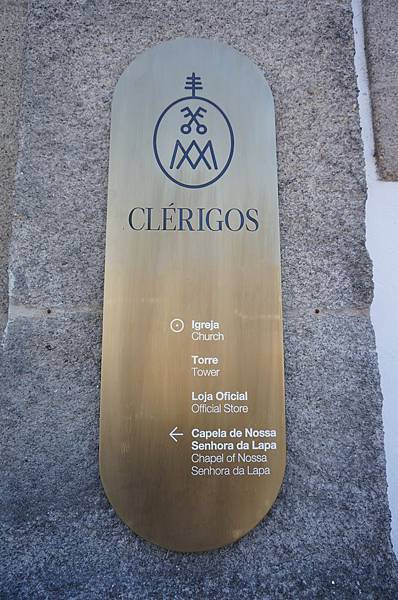 CLÉRIGOS
Igreja
Church
Torre
Tower
Loja Oficial
Official Store
Capela de Nossa
Senhora da Lapa
Chapel of Nossa
Senhora da Lapa